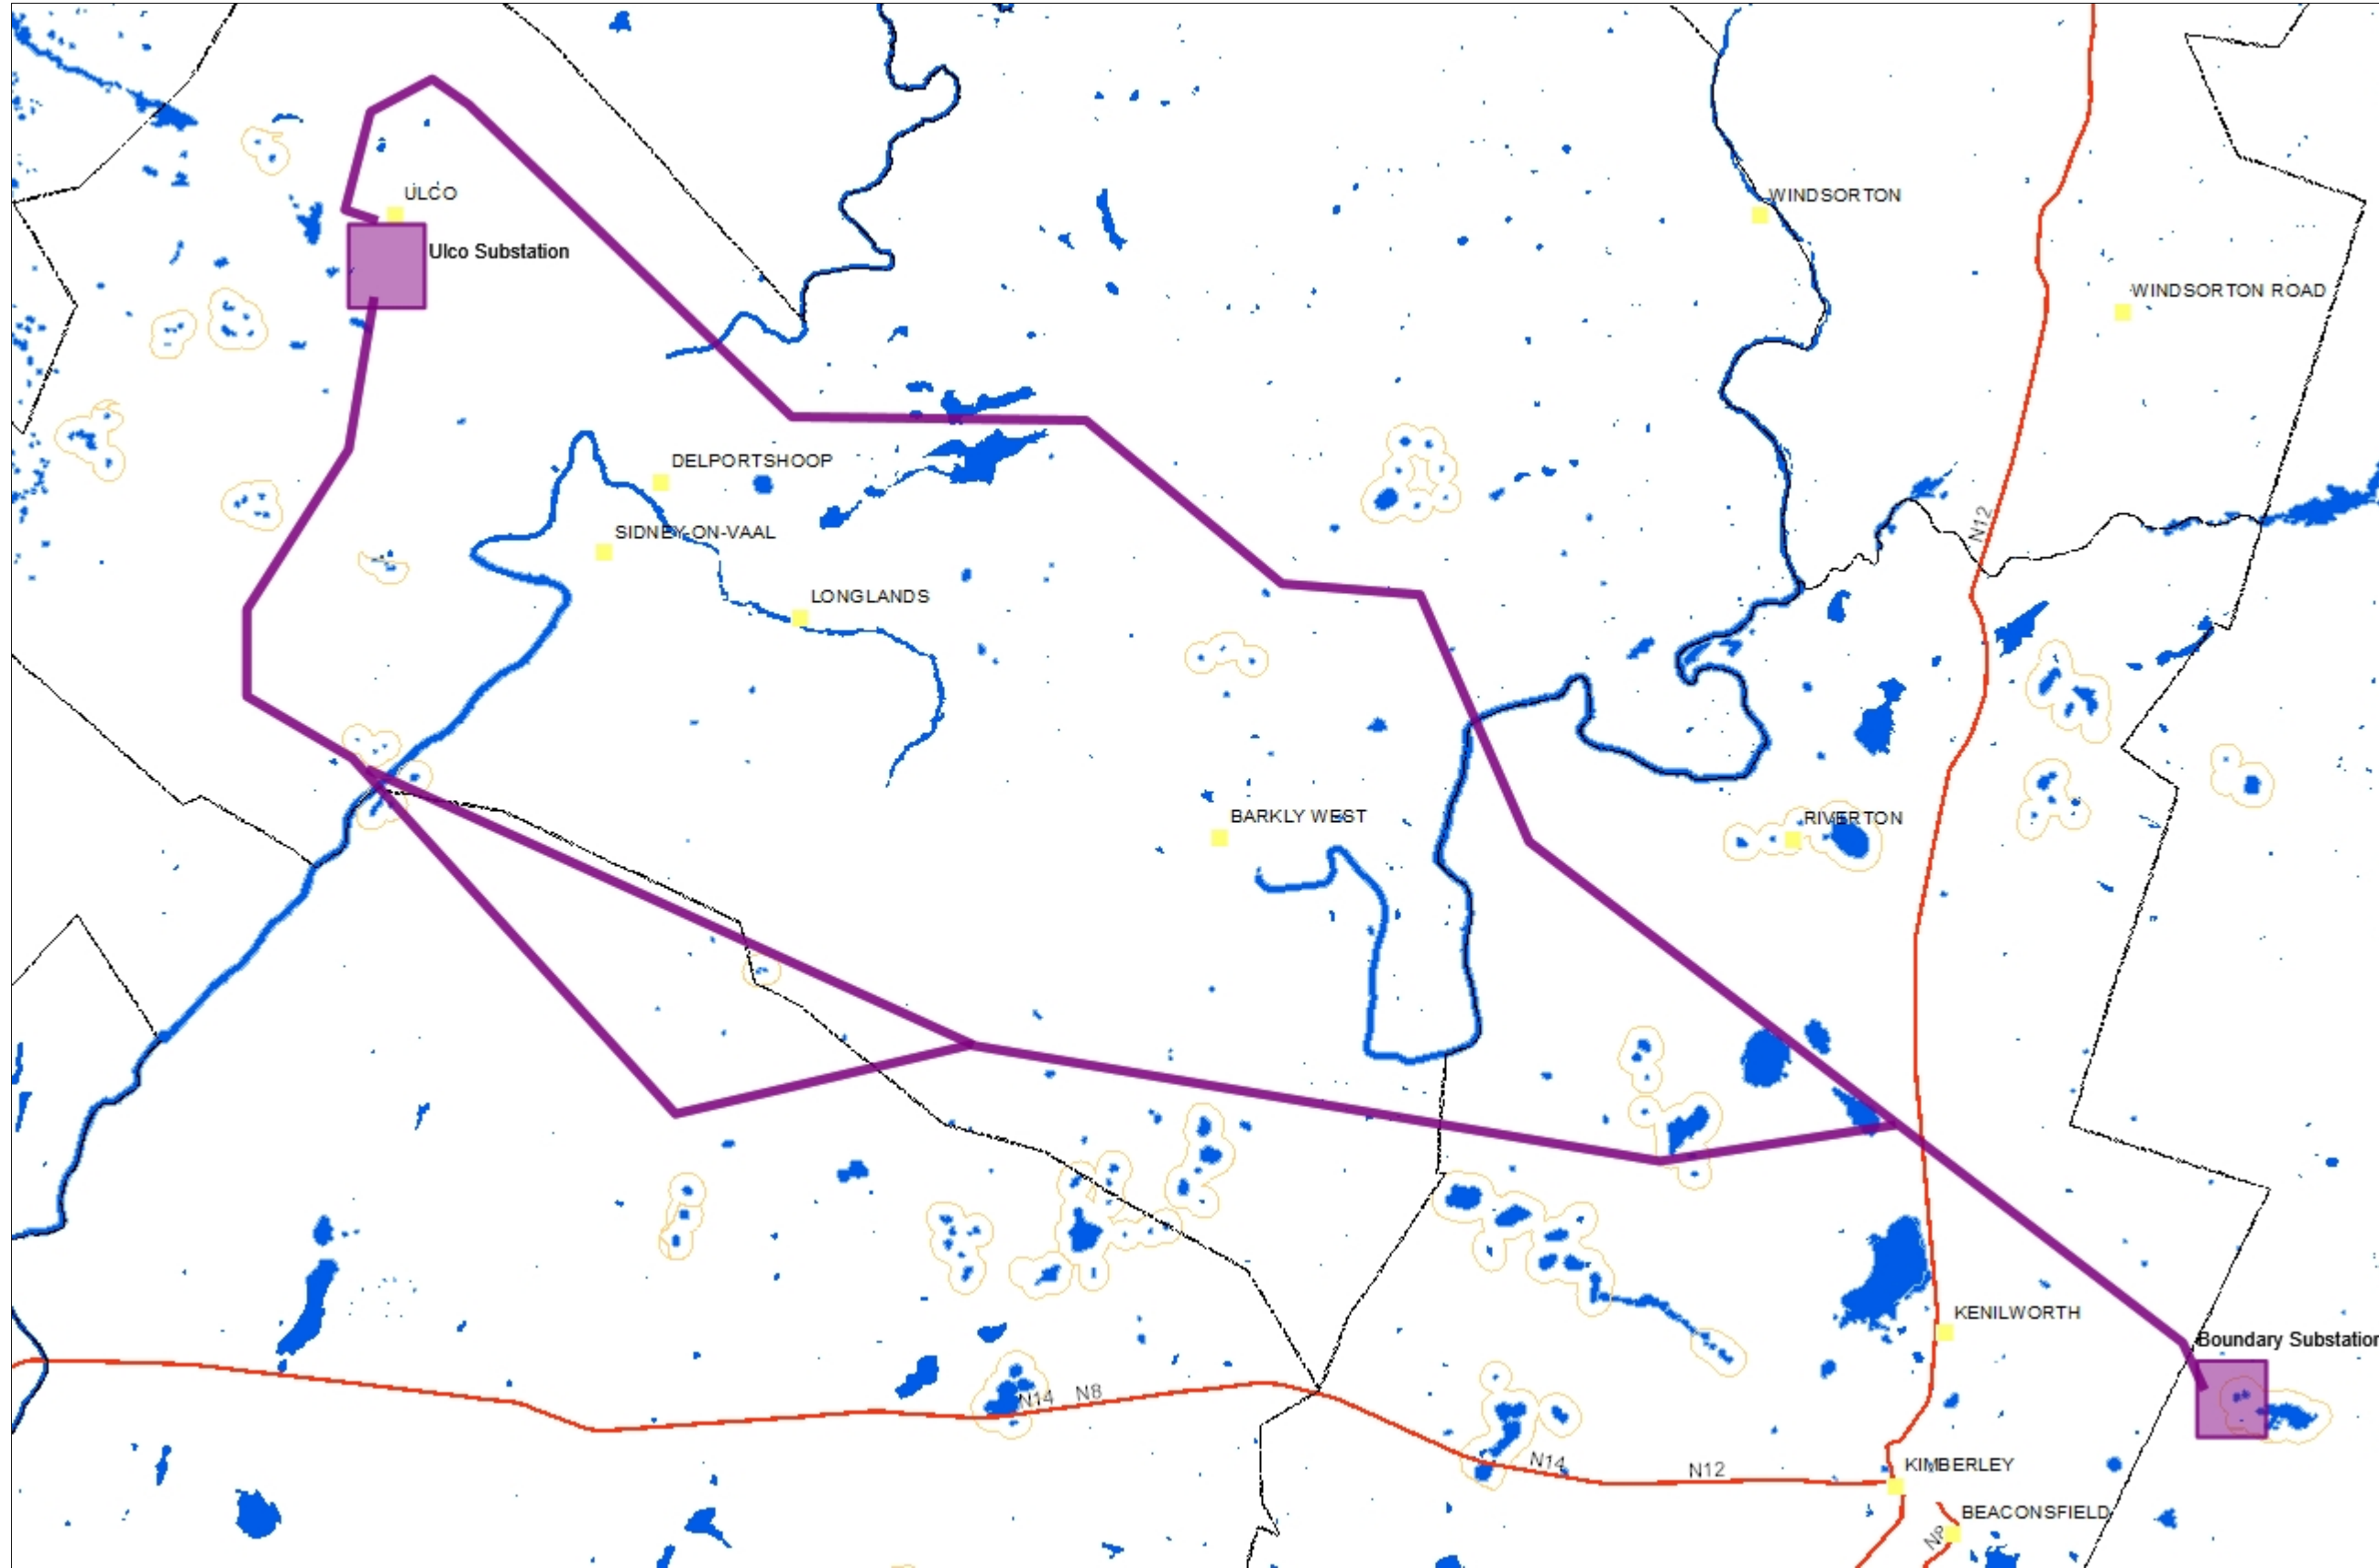 ULCO
WINDSORTON
Ulco Substation
WINDSORTON ROAD
DELPORTSHOOP
N12
SIDNEY-ON-VAAL
LONGLANDS
BARKLY WEST
RIVERTON
KENILWORTH
Boundary Substation
N14 N8
N14
N12
KIMBERLEY
BEACONSFIELD
N8